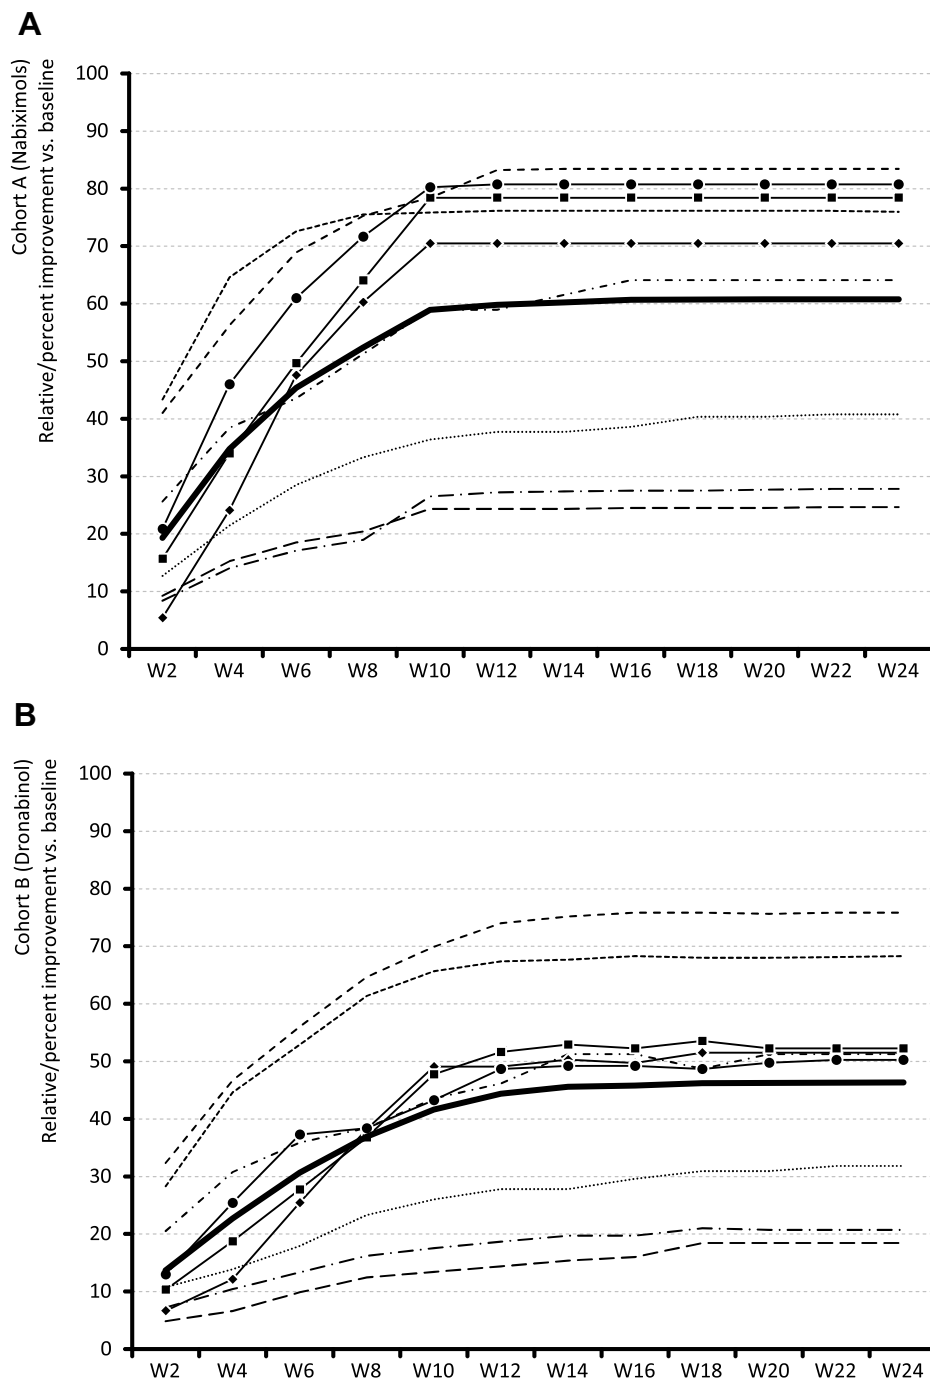 A
Cohort A (Nabiximols)
Relative/percent improvement vs. baseline
100
90
80
70
60
50
40
30
20
10
0
W2 W4 W6 W8 W10 W12 W14 W16 W18 W20 W22 W24
B
Cohort B (Dronabinol)
Relative/percent improvement vs. baseline
100
90
80
70
60
50
40
30
20
10
0
W2 W4 W6 W8 W10 W12 W14 W16 W18 W20 W22 W24